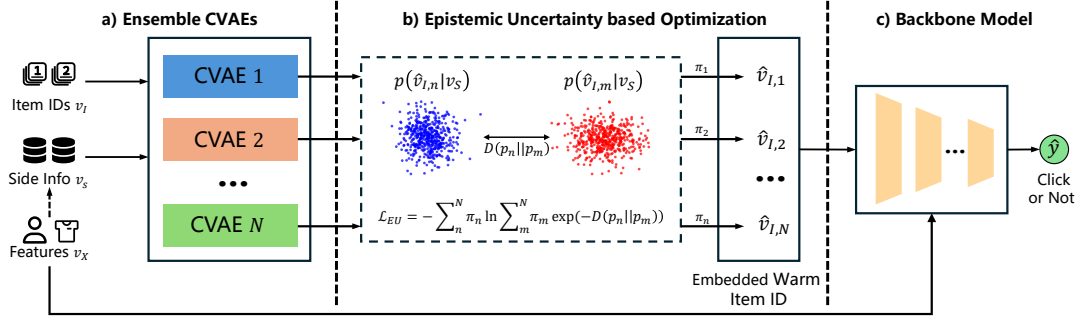 a) Ensemble CVAEs
b) Epistemic Uncertainty based Optimization
c) Backbone Model
1 2
Item IDs v_I
Side Info v_s
Features v_X
CVAE 1
CVAE 2
...
CVAE N
p(v̂_{I,n}|v_S)
p(v̂_{I,m}|v_S)
D(p_n||p_m)
ℒ_{EU} = − ∑_n^N π_n ln ∑_m^N π_m exp(−D(p_n||p_m))
π_1
π_2
π_n
v̂_{I,1}
v̂_{I,2}
...
v̂_{I,N}
Embedded Warm
Item ID
...
ŷ
Click
or Not